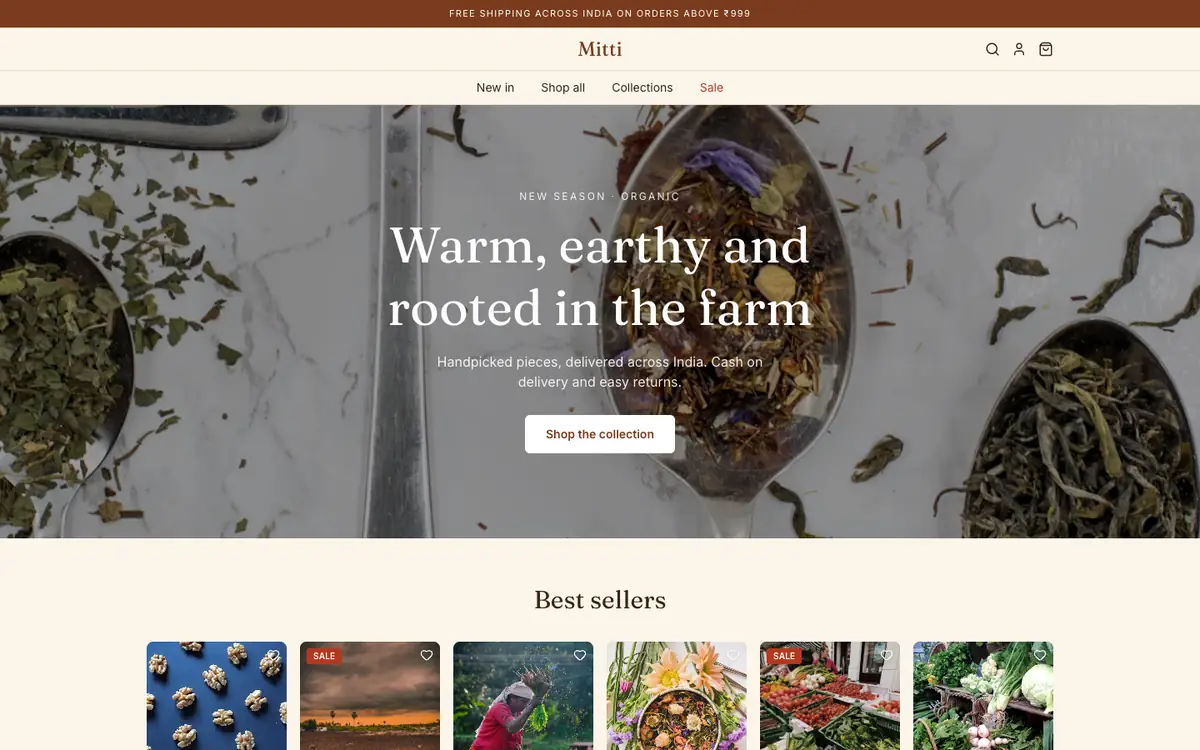 FREE SHIPPING ACROSS INDIA ON ORDERS ABOVE ₹999
Mitti
New in Shop all Collections Sale
NEW SEASON · ORGANIC
Warm, earthy and
rooted in the farm
Handpicked pieces, delivered across India. Cash on
delivery and easy returns.
Shop the collection
Best sellers
SALE
SALE